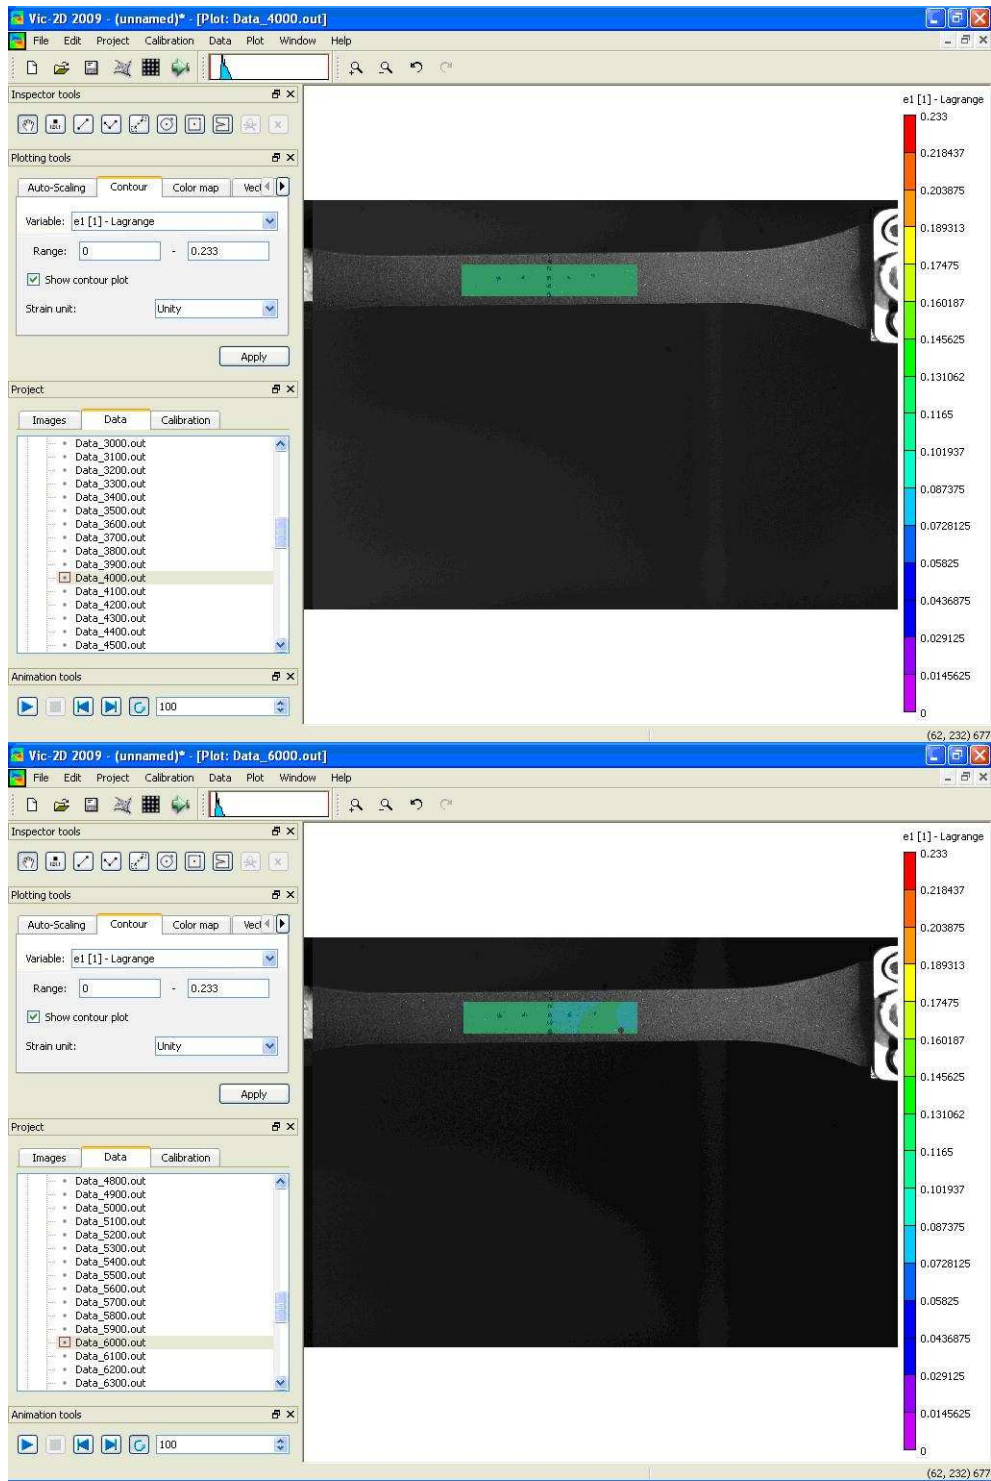 Vic-2D 2009 - (unnamed)* - [Plot: Data_4000.out]
File Edit Project Calibration Data Plot Window Help
Inspector tools
Plotting tools
Auto-Scaling Contour Color map Vect
Variable: e1 [1] - Lagrange
Range: 0 - 0.233
Show contour plot
Strain unit: Unity
Apply
Project
Images Data Calibration
Data_3000.out
Data_3100.out
Data_3200.out
Data_3300.out
Data_3400.out
Data_3500.out
Data_3600.out
Data_3700.out
Data_3800.out
Data_3900.out
Data_4000.out
Data_4100.out
Data_4200.out
Data_4300.out
Data_4400.out
Data_4500.out
Animation tools
100
e1 [1] - Lagrange
0.233
0.218437
0.203875
0.189313
0.17475
0.160187
0.145625
0.131062
0.1165
0.101937
0.087375
0.0728125
0.05825
0.0436875
0.029125
0.0145625
0
(62, 232) 677
Vic-2D 2009 - (unnamed)* - [Plot: Data_6000.out]
File Edit Project Calibration Data Plot Window Help
Inspector tools
Plotting tools
Auto-Scaling Contour Color map Vect
Variable: e1 [1] - Lagrange
Range: 0 - 0.233
Show contour plot
Strain unit: Unity
Apply
Project
Images Data Calibration
Data_4800.out
Data_4900.out
Data_5000.out
Data_5100.out
Data_5200.out
Data_5300.out
Data_5400.out
Data_5500.out
Data_5600.out
Data_5700.out
Data_5800.out
Data_5900.out
Data_6000.out
Data_6100.out
Data_6200.out
Data_6300.out
Animation tools
100
e1 [1] - Lagrange
0.233
0.218437
0.203875
0.189313
0.17475
0.160187
0.145625
0.131062
0.1165
0.101937
0.087375
0.0728125
0.05825
0.0436875
0.029125
0.0145625
0
(62, 232) 677